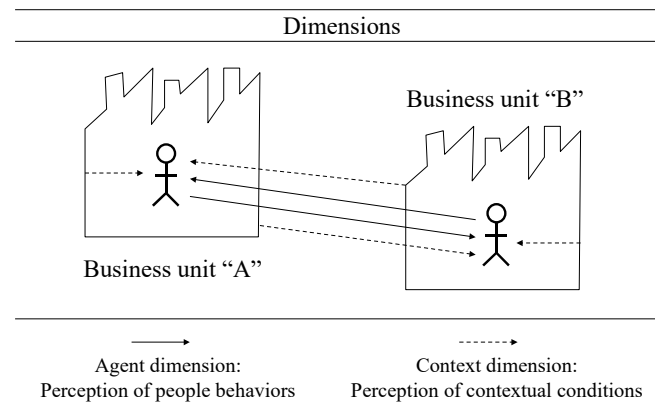 Dimensions
Business unit “B”
Business unit “A”
Agent dimension:
Perception of people behaviors
Context dimension:
Perception of contextual conditions